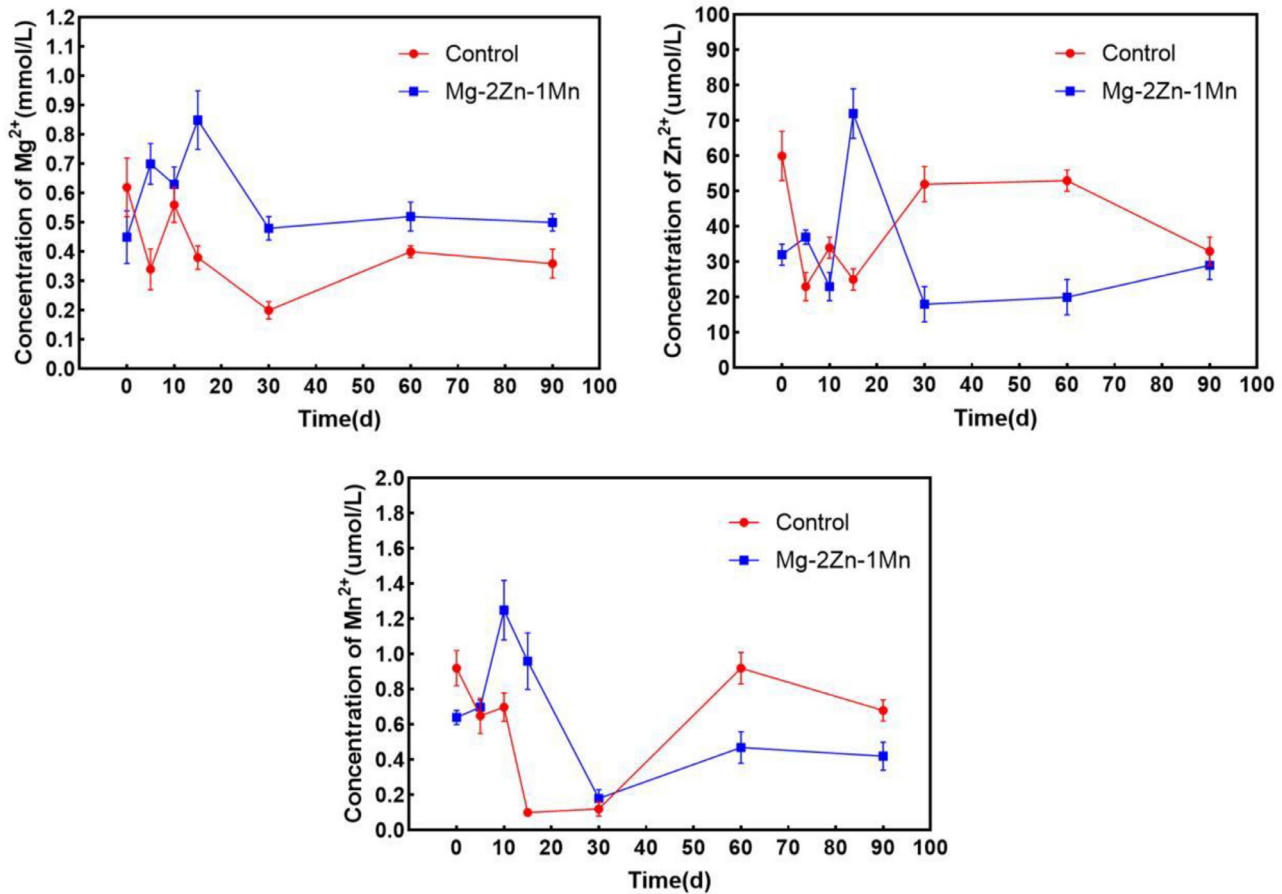 Concentration of Mg²⁺(mmol/L)
1.2
1.1
1.0
0.9
0.8
0.7
0.6
0.5
0.4
0.3
0.2
0.1
0.0
Control
Mg-2Zn-1Mn
0 10 20 30 40 50 60 70 80 90 100
Time(d)
Concentration of Zn²⁺(umol/L)
100
90
80
70
60
50
40
30
20
10
0
Control
Mg-2Zn-1Mn
0 10 20 30 40 50 60 70 80 90 100
Time(d)
Concentration of Mn²⁺(umol/L)
2.0
1.8
1.6
1.4
1.2
1.0
0.8
0.6
0.4
0.2
0.0
Control
Mg-2Zn-1Mn
0 10 20 30 40 50 60 70 80 90 100
Time(d)